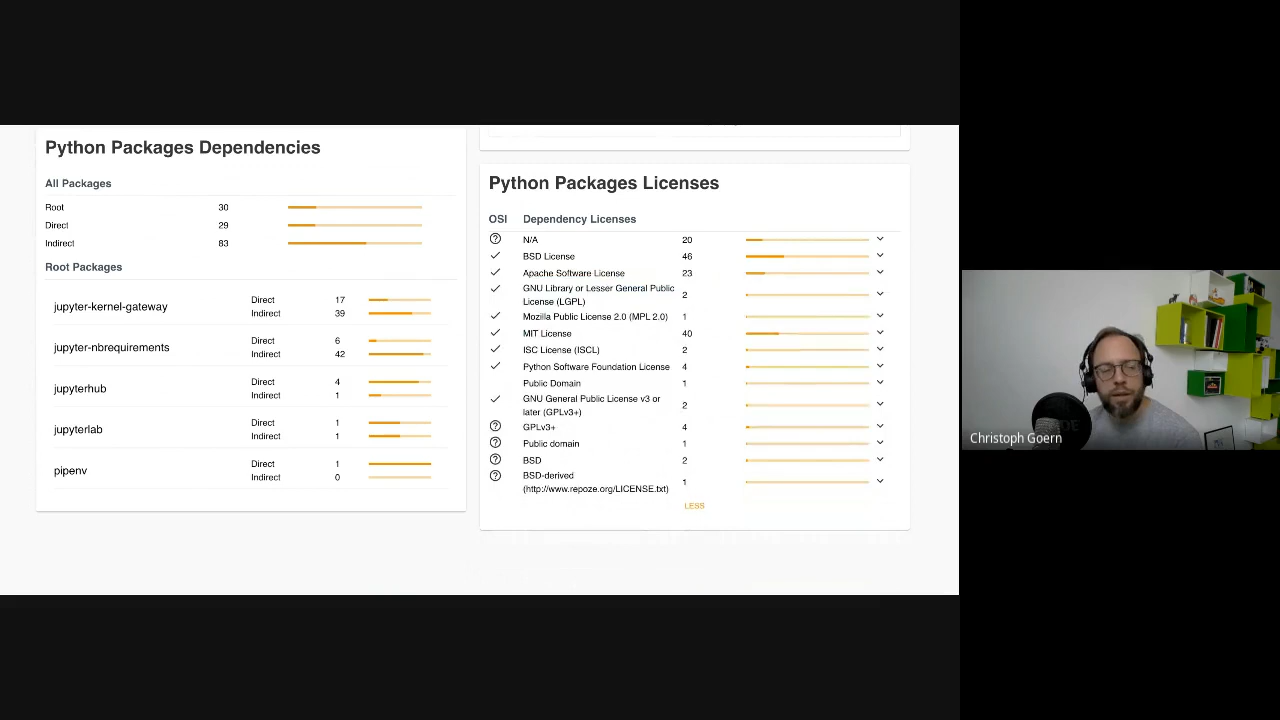 Python Packages Dependencies
All Packages
Root 30
Direct 29
Indirect 83
Root Packages
jupyter-kernel-gateway
Direct 17
Indirect 39
jupyter-nbrequirements
Direct 6
Indirect 42
jupyterhub
Direct 4
Indirect 1
jupyterlab
Direct 1
Indirect 1
pipenv
Direct 1
Indirect 0
Python Packages Licenses
OSI Dependency Licenses
N/A 20
BSD License 46
Apache Software License 23
GNU Library or Lesser General Public
License (LGPL) 2
Mozilla Public License 2.0 (MPL 2.0) 1
MIT License 40
ISC License (ISCL) 2
Python Software Foundation License 4
Public Domain 1
GNU General Public License v3 or
later (GPLv3+) 2
GPLv3+ 4
Public domain 1
BSD 2
BSD-derived
(http://www.repoze.org/LICENSE.txt) 1
LESS
Christoph Goern